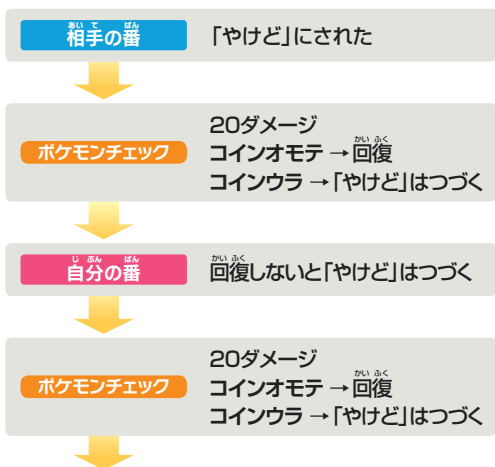 相手の番 「やけど」にされた
ポケモンチェック
20ダメージ
コインオモテ → 回復
コインウラ → 「やけど」はつづく
自分の番 回復しないと「やけど」はつづく
ポケモンチェック
20ダメージ
コインオモテ → 回復
コインウラ → 「やけど」はつづく